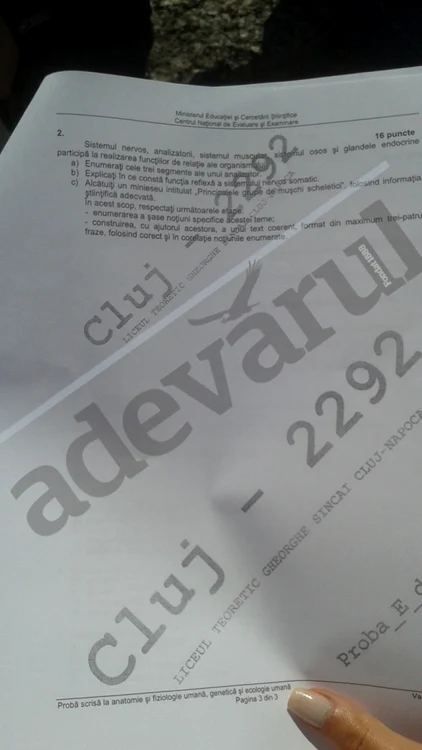 Ministerul Educației și Cercetării Științifice
Centrul Național de Evaluare și Examinare
2. 16 puncte
Sistemul nervos, analizatorii, sistemul muscular, sistemul osos și glandele endocrine
participă la realizarea funcțiilor de relație ale organismului.
a) Enumerați cele trei segmente ale unui analizator.
b) Explicați în ce constă funcția reflexă a sistemului nervos somatic.
c) Alcătuiți un minieseu intitulat „Principalele grupe de mușchi scheletici”, folosind informația
științifică adecvată.
În acest scop, respectați următoarele etape:
- enumerarea a șase noțiuni specifice acestei teme;
- construirea, cu ajutorul acestora, a unui text coerent, format din maximum trei-patru
fraze, folosind corect și în corelație noțiunile enumerate.
Cluj - 2292
LICEUL TEORETIC GHEORGHE
adevărul
Fondat 1888
Cluj - 2292
LICEUL TEORETIC GHEORGHE SINCAI CLUJ-NAPOCA
Proba_E_d
Probă scrisă la anatomie și fiziologie umană, genetică și ecologie umană
Pagina 3 din 3
Va